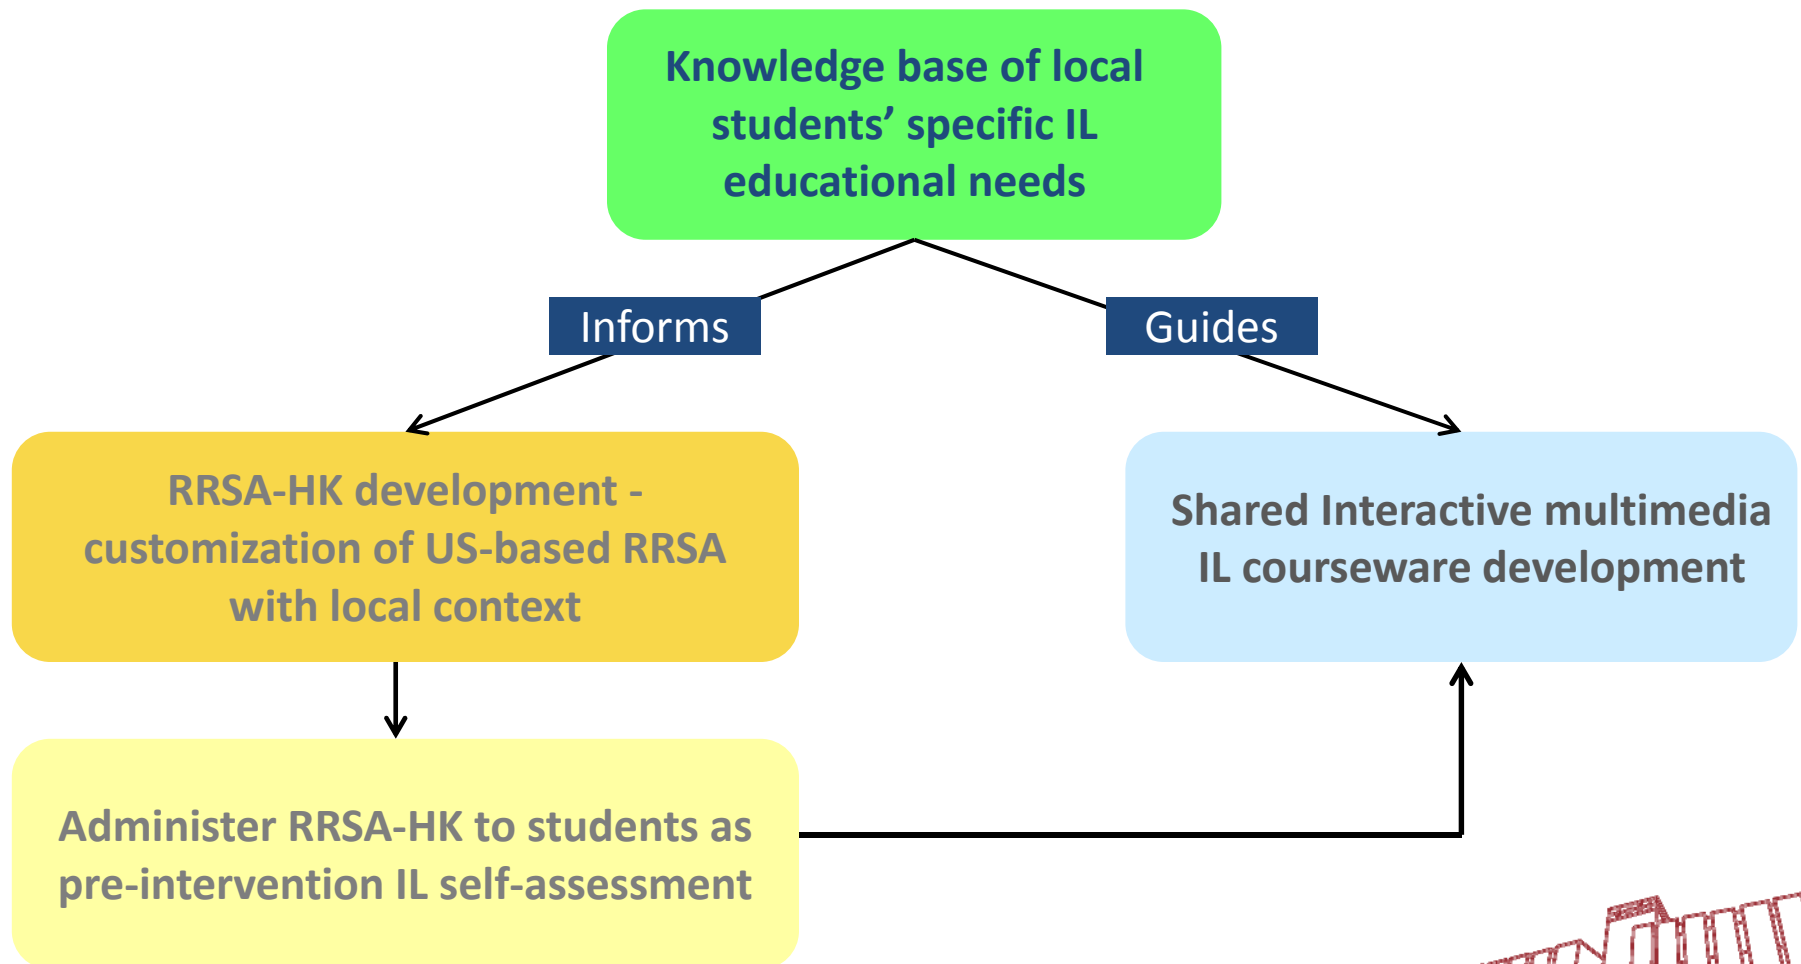 Knowledge base of local
students’ specific IL
educational needs
Informs
Guides
RRSA-HK development -
customization of US-based RRSA
with local context
Shared Interactive multimedia
IL courseware development
Administer RRSA-HK to students as
pre-intervention IL self-assessment